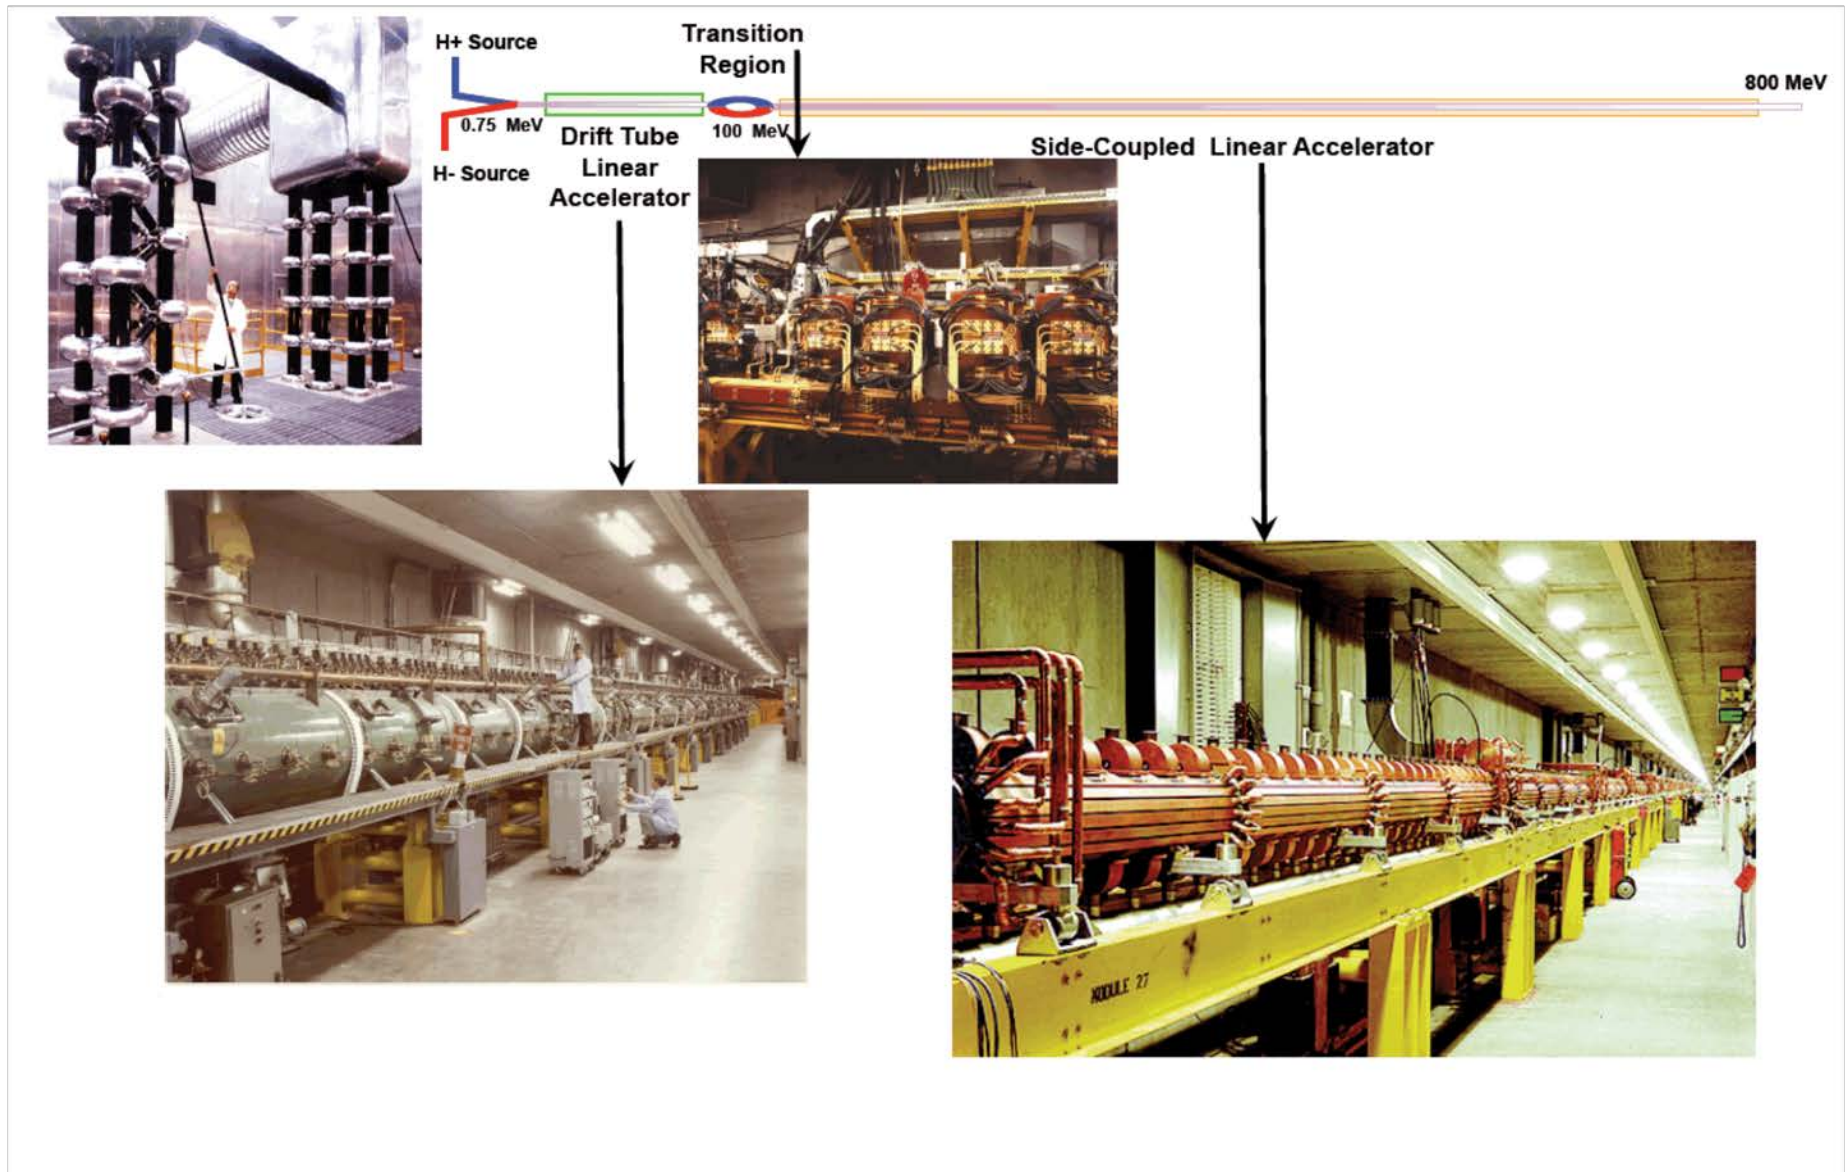 H+ Source
0.75 MeV
H- Source
Drift Tube
Linear
Accelerator
Transition
Region
100 MeV
Side-Coupled Linear Accelerator
800 MeV
MODULE 27